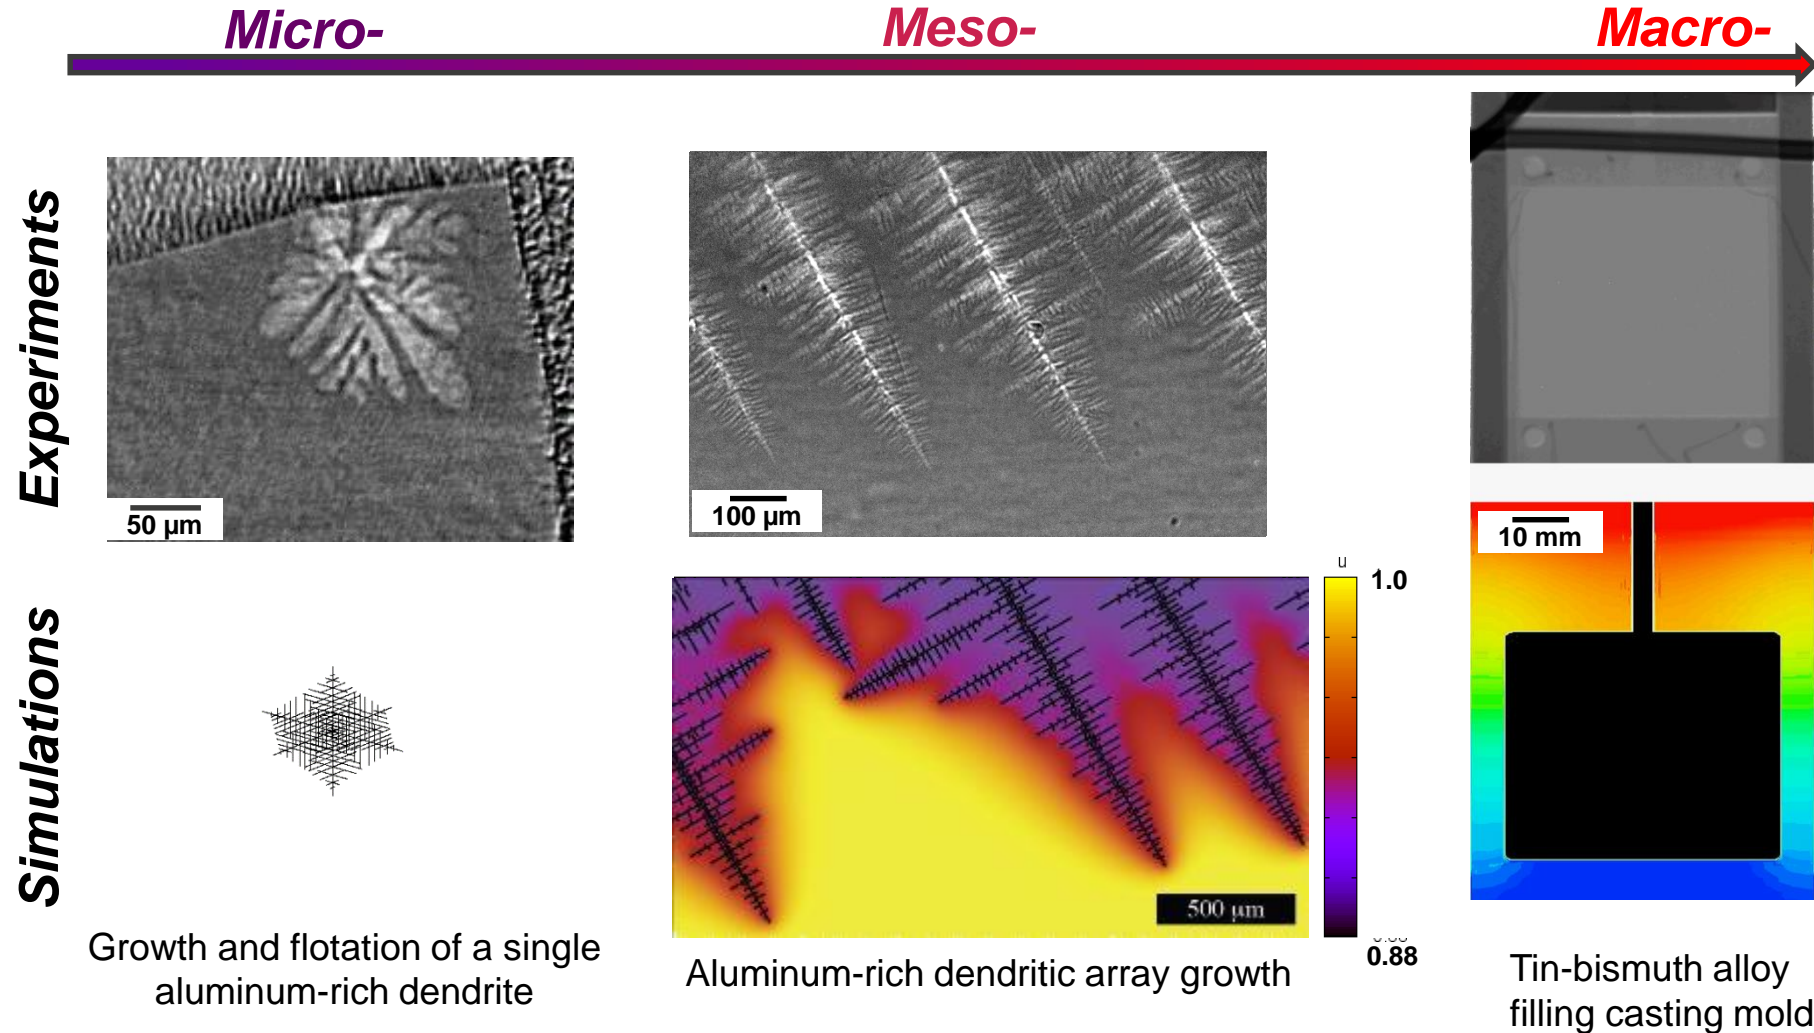 Micro-
Meso-
Macro-
Experiments
50 µm
100 µm
10 mm
Simulations
u
1.0
500 µm
0.88
Growth and flotation of a single
aluminum-rich dendrite
Aluminum-rich dendritic array growth
Tin-bismuth alloy
filling casting mold